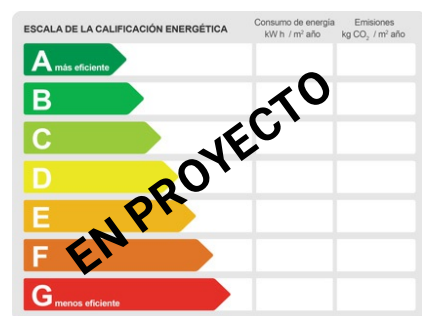 ESCALA DE LA CALIFICACIÓN ENERGÉTICA
Consumo de energía
kW h / m² año
Emisiones
kg CO₂ / m² año
A más eficiente
B
C
D
E
F
G menos eficiente
EN PROYECTO